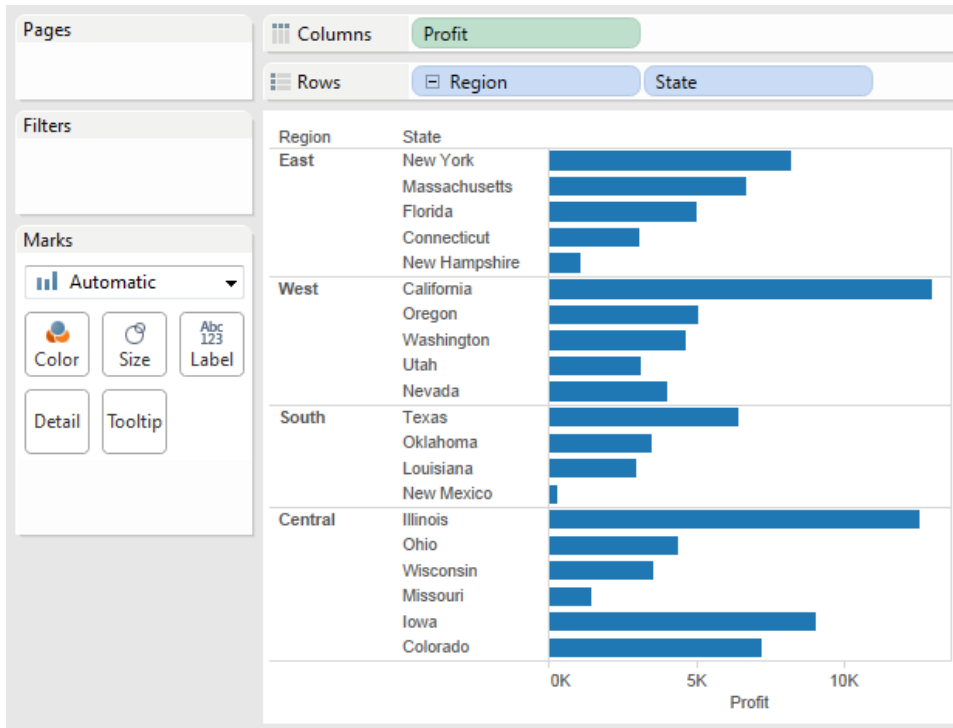 Pages
Columns
Profit
Rows
Region
State
Filters
Marks
Automatic
Color
Size
Abc
123
Label
Detail
Tooltip
Region State
East New York
Massachusetts
Florida
Connecticut
New Hampshire
West California
Oregon
Washington
Utah
Nevada
South Texas
Oklahoma
Louisiana
New Mexico
Central Illinois
Ohio
Wisconsin
Missouri
Iowa
Colorado
0K 5K 10K
Profit